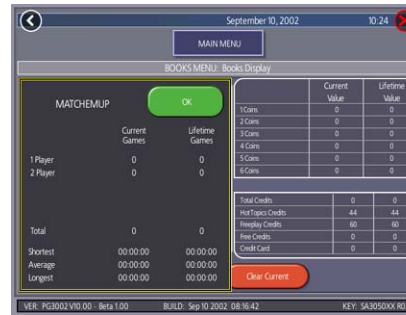 September 10, 2002 10:24
MAIN MENU
BOOKS MENU: Books Display
MATCHEMUP
OK
Current Games Lifetime Games
1 Player 0 0
2 Player 0 0
Total 0 0
Shortest 00:00:00 00:00:00
Average 00:00:00 00:00:00
Longest 00:00:00 00:00:00
Current Value Lifetime Value
1 Coins 0 0
2 Coins 0 0
3 Coins 0 0
4 Coins 0 0
5 Coins 0 0
6 Coins 0 0
Total Credits 0 0
Hot Topics Credits 44 44
Freeplay Credits 60 60
Free Credits 0 0
Credit Card 0 0
Clear Current
VER: PG3002 V10.00 - Beta 1.00 BUILD: Sep 10 2002 08:16:42 KEY: SA3050XX R0